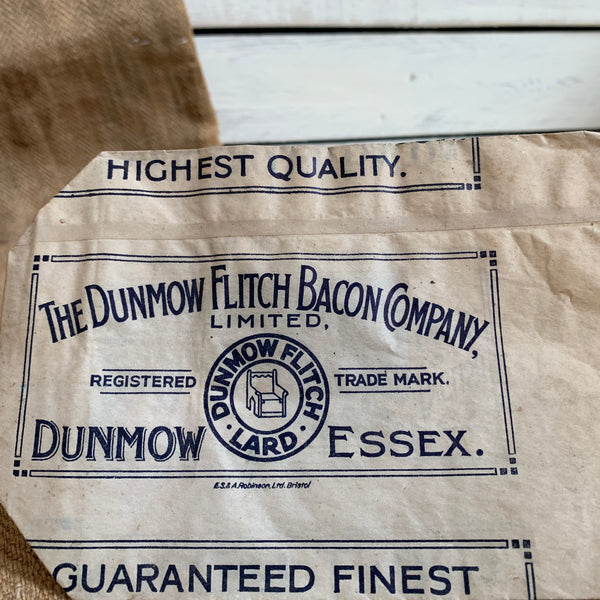 HIGHEST QUALITY.
THE DUNMOW FLITCH BACON COMPANY,
LIMITED,
REGISTERED TRADE MARK.
DUNMOW FLITCH
· LARD ·
DUNMOW ESSEX.
E.S. & A. Robinson, Ltd. Bristol
GUARANTEED FINEST